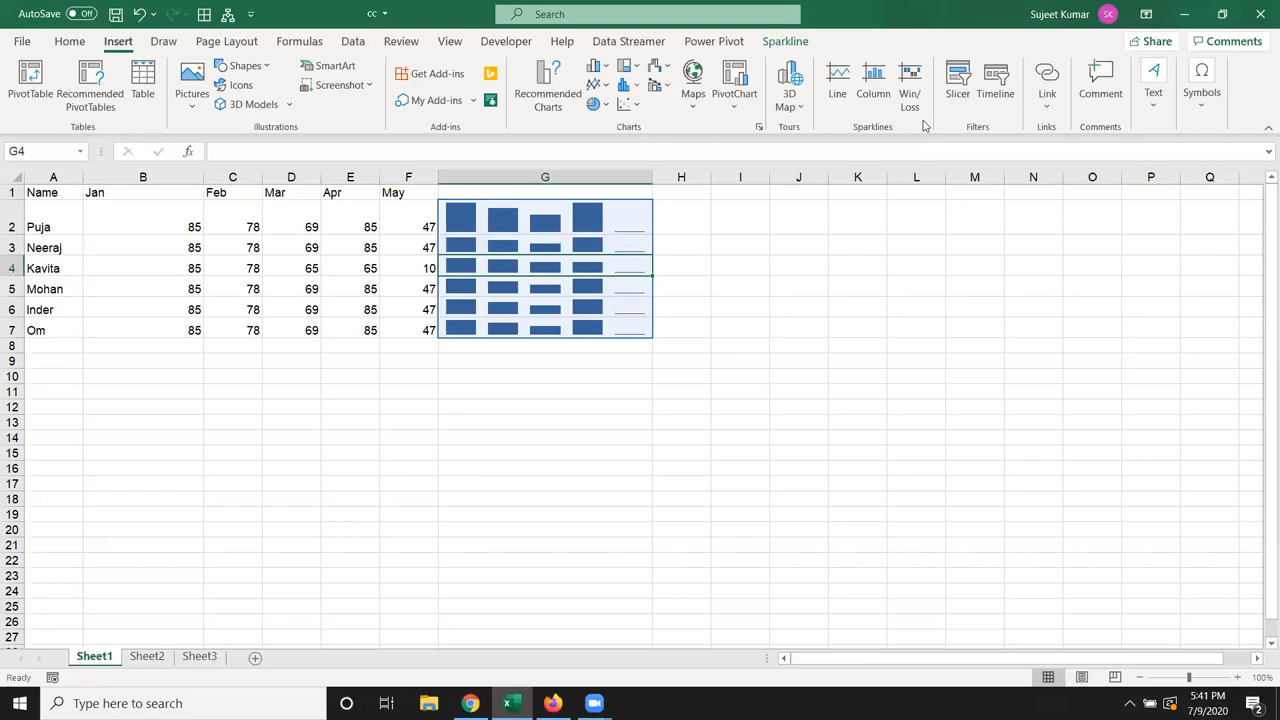 AutoSave Off cc Search Sujeet Kumar SK
File Home Insert Draw Page Layout Formulas Data Review View Developer Help Data Streamer Power Pivot Sparkline Share Comments
PivotTable Recommended PivotTables Table Pictures Shapes Icons 3D Models SmartArt Screenshot Get Add-ins My Add-ins Recommended Charts Maps PivotChart 3D Map Line Column Win/Loss Slicer Timeline Link Comment Text Symbols
Tables Illustrations Add-ins Charts Tours Sparklines Filters Links Comments
G4 fx
A B C D E F G H I J K L M N O P Q
1 Name Jan Feb Mar Apr May
2 Puja 85 78 69 85 47
3 Neeraj 85 78 69 85 47
4 Kavita 85 78 65 65 10
5 Mohan 85 78 69 85 47
6 Inder 85 78 69 85 47
7 Om 85 78 69 85 47
8
9
10
11
12
13
14
15
16
17
18
19
20
21
22
23
24
25
26
27
Sheet1 Sheet2 Sheet3
Ready 100%
Type here to search 5:41 PM
7/9/2020 2